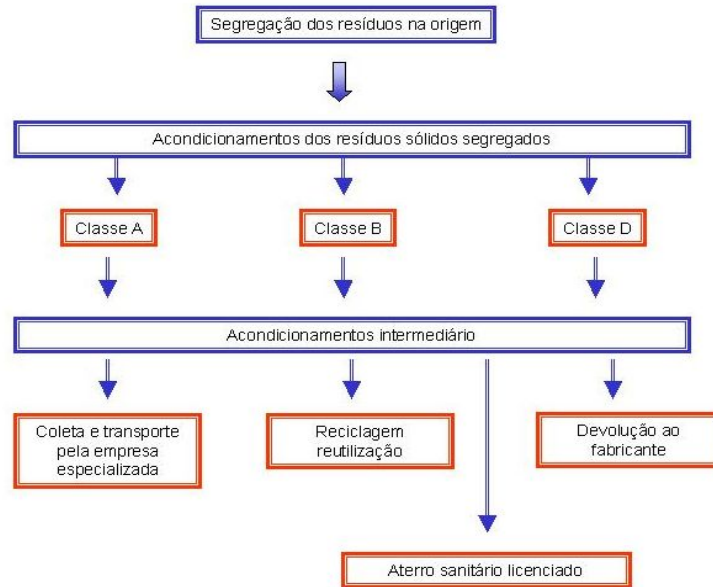 Segregação dos resíduos na origem
Acondicionamentos dos resíduos sólidos segregados
Classe A
Classe B
Classe D
Acondicionamentos intermediário
Coleta e transporte
pela empresa
especializada
Reciclagem
reutilização
Devolução ao
fabricante
Aterro sanitário licenciado